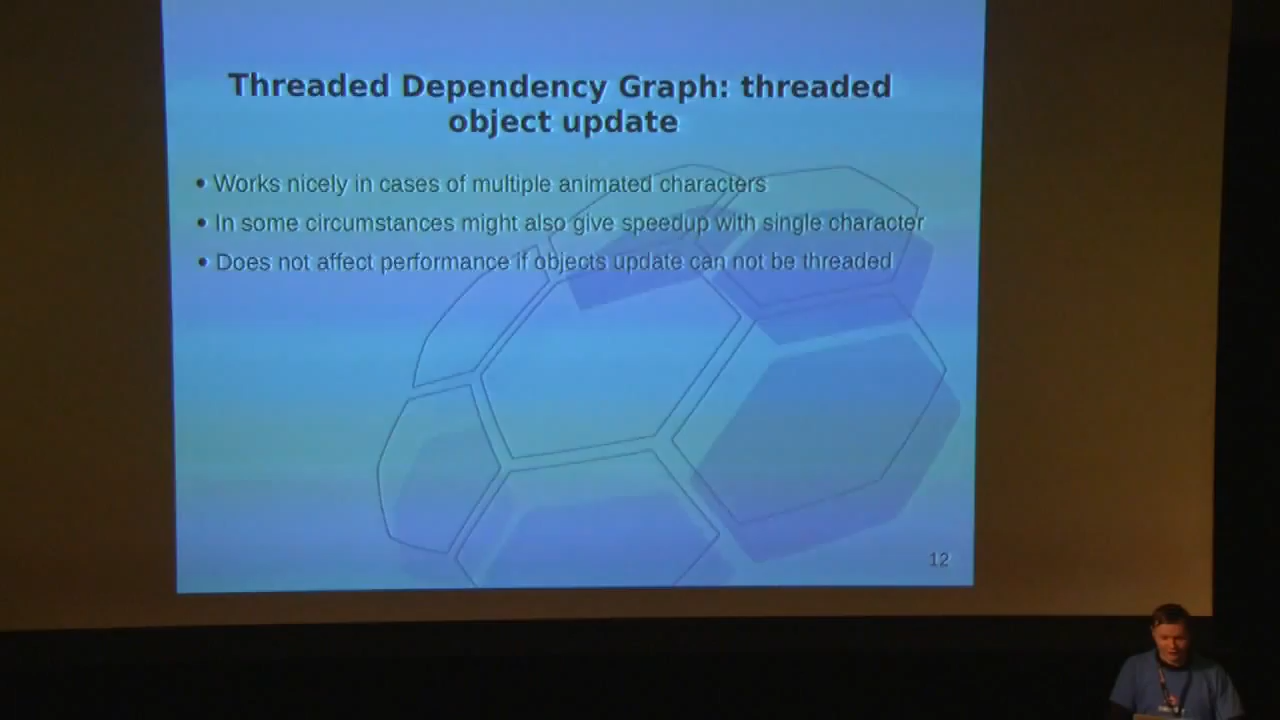 Threaded Dependency Graph: threaded
object update
• Works nicely in cases of multiple animated characters
• In some circumstances might also give speedup with single character
• Does not affect performance if objects update can not be threaded
12